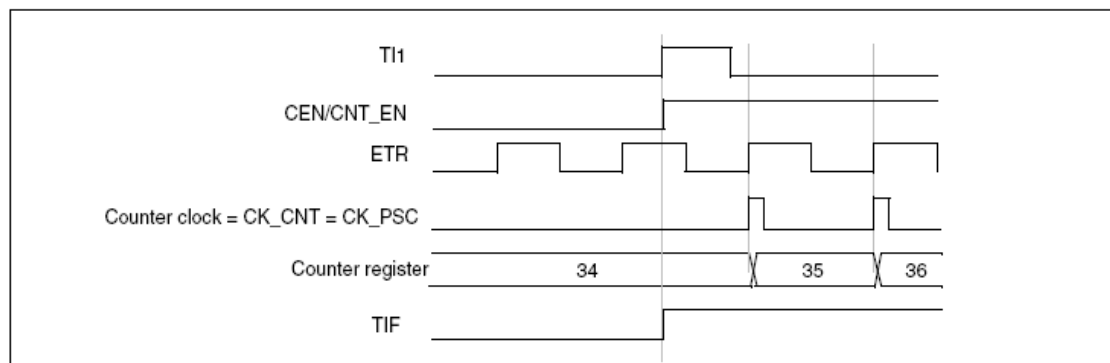 TI1
CEN/CNT_EN
ETR
Counter clock = CK_CNT = CK_PSC
Counter register 34 35 36
TIF